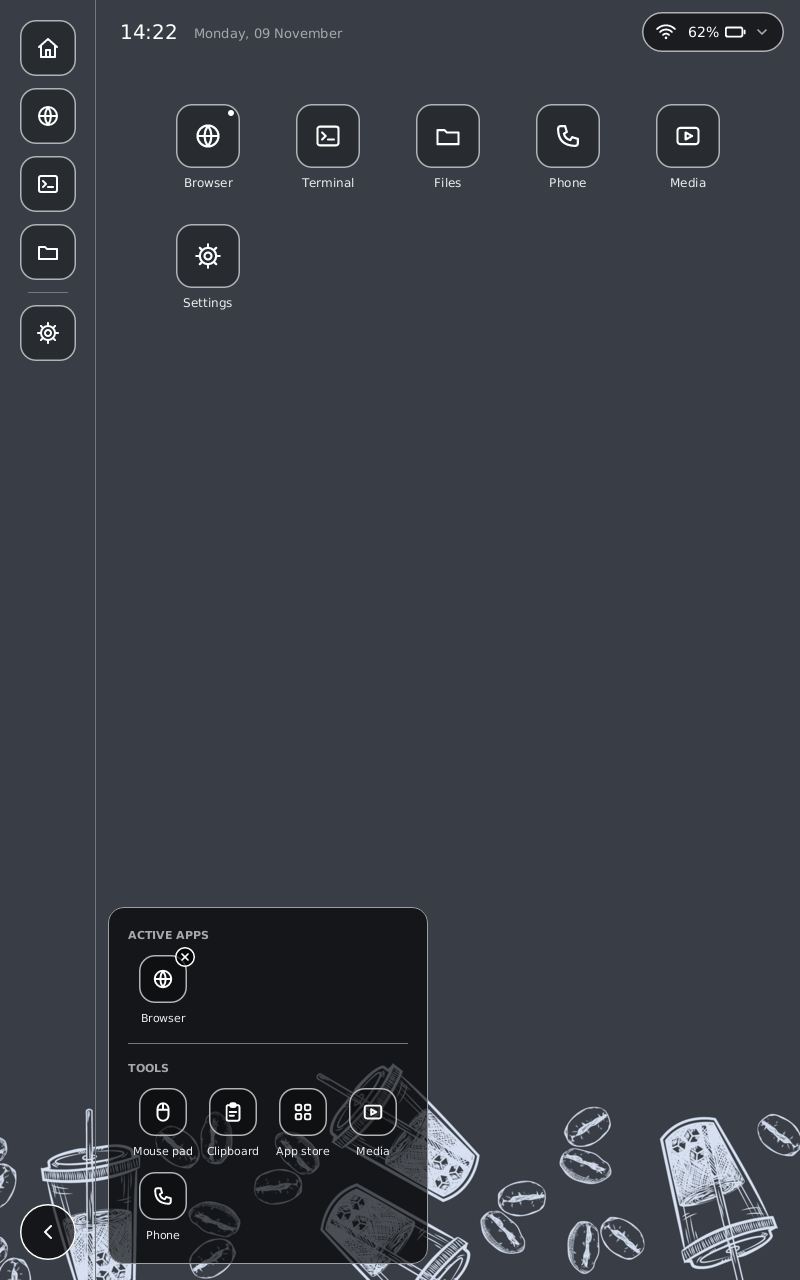 14:22 Monday, 09 November 62%
Browser Terminal Files Phone Media
Settings
ACTIVE APPS
Browser
TOOLS
Mouse pad Clipboard App store Media
Phone